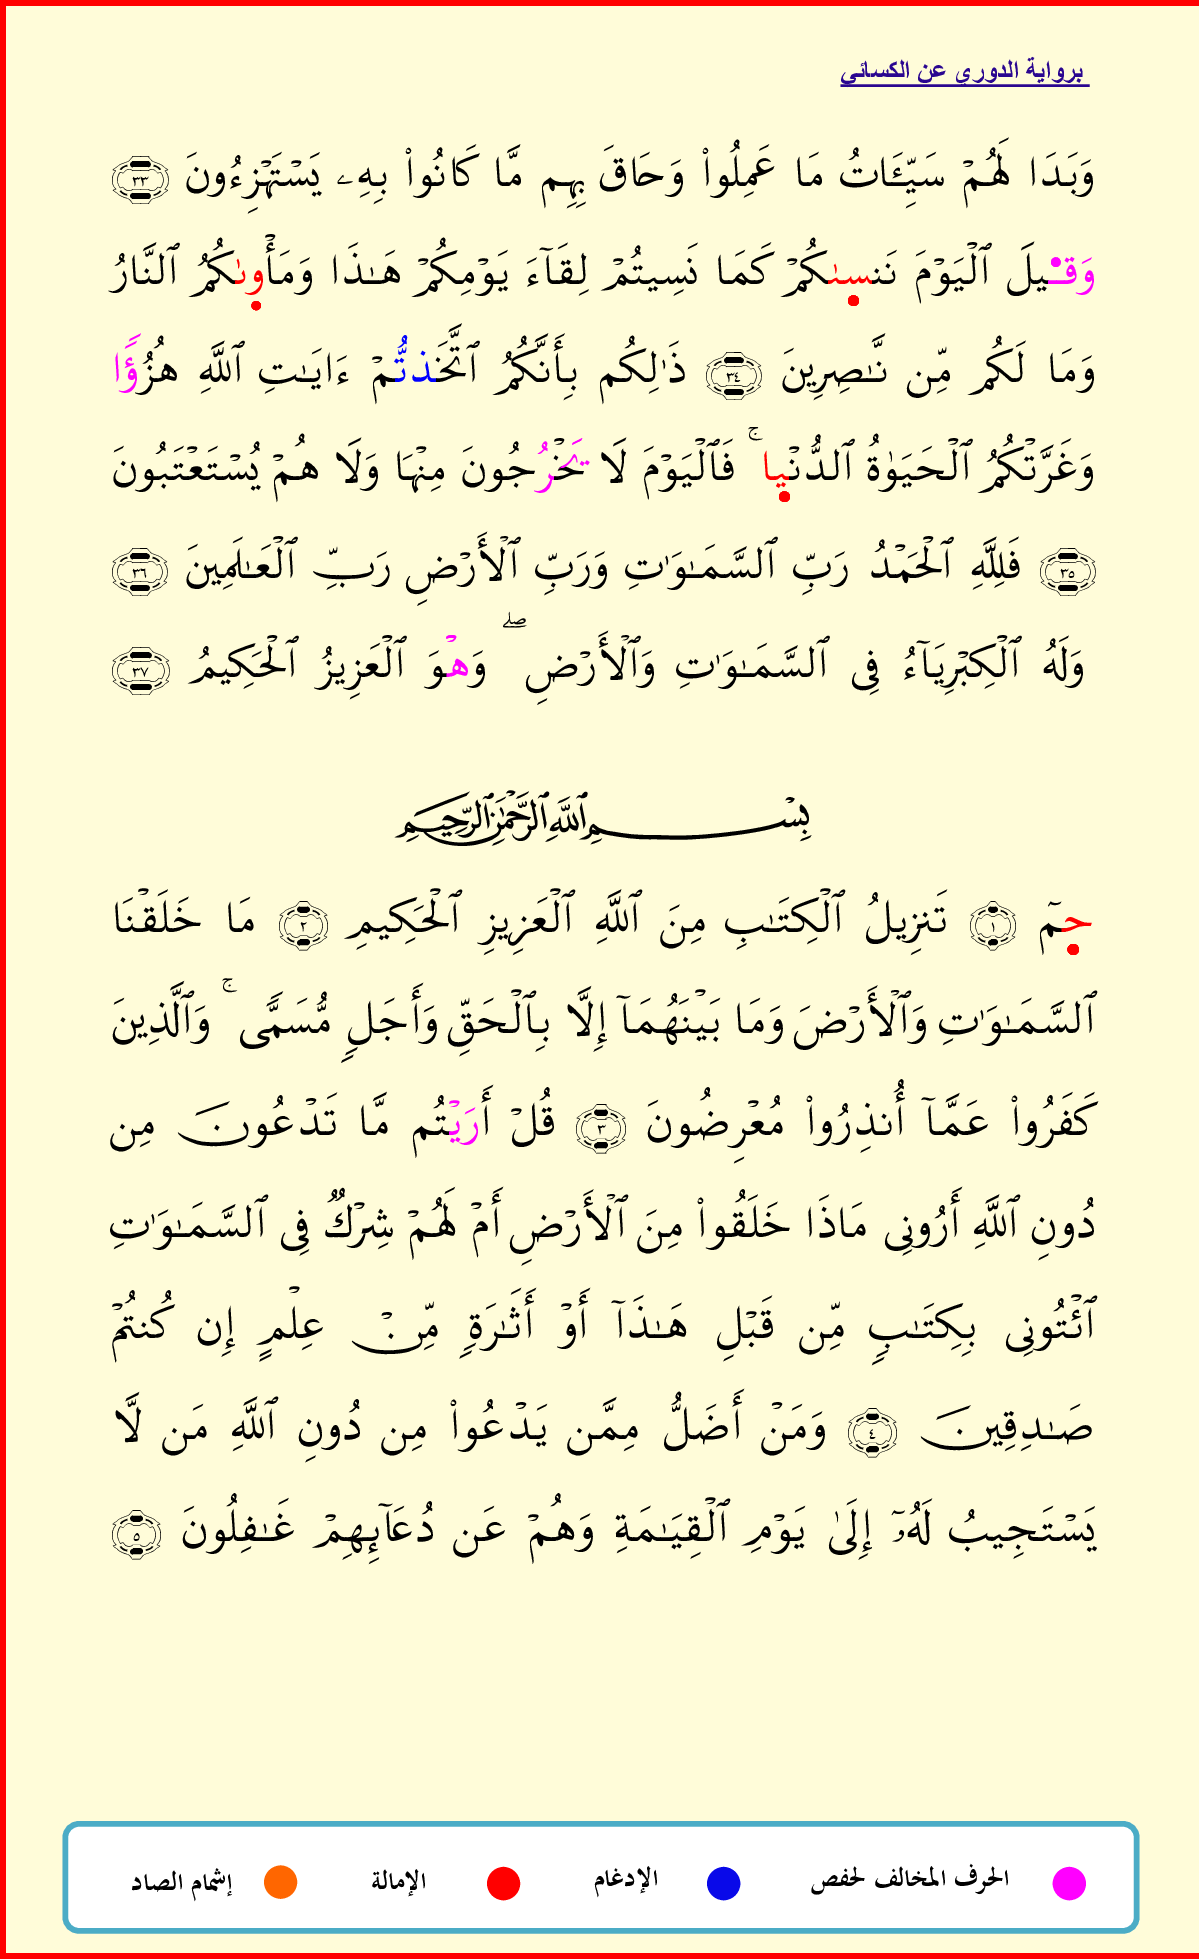 برواية الدوري عن الكسائي
وَبَدَا لَهُمۡ سَيِّـَٔاتُ مَا عَمِلُواْ وَحَاقَ بِهِم مَّا كَانُواْ بِهِۦ يَسۡتَهۡزِءُونَ ٣٣
وَقِيلَ ٱلۡيَوۡمَ نَنسىٰكُمۡ كَمَا نَسِيتُمۡ لِقَآءَ يَوۡمِكُمۡ هَٰذَا وَمَأۡوىٰكُمُ ٱلنَّارُ
وَمَا لَكُم مِّن نَّٰصِرِينَ ٣٤ ذَٰلِكُم بِأَنَّكُمُ ٱتَّخَذتُّمۡ ءَايَٰتِ ٱللَّهِ هُزُؤٗا
وَغَرَّتۡكُمُ ٱلۡحَيَوٰةُ ٱلدُّنۡيا ۚ فَٱلۡيَوۡمَ لَا يَخۡرُجُونَ مِنۡهَا وَلَا هُمۡ يُسۡتَعۡتَبُونَ
٣٥ فَلِلَّهِ ٱلۡحَمۡدُ رَبِّ ٱلسَّمَٰوَٰتِ وَرَبِّ ٱلۡأَرۡضِ رَبِّ ٱلۡعَٰلَمِينَ ٣٦
وَلَهُ ٱلۡكِبۡرِيَآءُ فِي ٱلسَّمَٰوَٰتِ وَٱلۡأَرۡضِ ۖ وَهۡوَ ٱلۡعَزِيزُ ٱلۡحَكِيمُ ٣٧
بِسۡمِ ٱللَّهِ ٱلرَّحۡمَٰنِ ٱلرَّحِيمِ
حمٓ ١ تَنزِيلُ ٱلۡكِتَٰبِ مِنَ ٱللَّهِ ٱلۡعَزِيزِ ٱلۡحَكِيمِ ٢ مَا خَلَقۡنَا
ٱلسَّمَٰوَٰتِ وَٱلۡأَرۡضَ وَمَا بَيۡنَهُمَآ إِلَّا بِٱلۡحَقِّ وَأَجَلٖ مُّسَمّٗى ۚ وَٱلَّذِينَ
كَفَرُواْ عَمَّآ أُنذِرُواْ مُعۡرِضُونَ ٣ قُلۡ أَرَيۡتُم مَّا تَدۡعُونَ مِن
دُونِ ٱللَّهِ أَرُونِي مَاذَا خَلَقُواْ مِنَ ٱلۡأَرۡضِ أَمۡ لَهُمۡ شِرۡكٞ فِي ٱلسَّمَٰوَٰتِ
ٱئۡتُونِي بِكِتَٰبٖ مِّن قَبۡلِ هَٰذَآ أَوۡ أَثَٰرَةٖ مِّنۡ عِلۡمٍ إِن كُنتُمۡ
صَٰدِقِينَ ٤ وَمَنۡ أَضَلُّ مِمَّن يَدۡعُواْ مِن دُونِ ٱللَّهِ مَن لَّا
يَسۡتَجِيبُ لَهُۥٓ إِلَىٰ يَوۡمِ ٱلۡقِيَٰمَةِ وَهُمۡ عَن دُعَآئِهِمۡ غَٰفِلُونَ ٥
الحرف المخالف لحفص الإدغام الإمالة إشمام الصاد